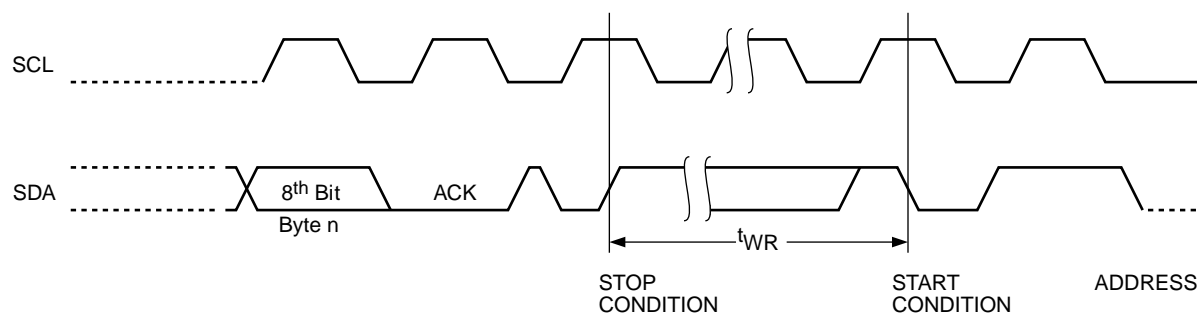 SCL
SDA
8th Bit
ACK
Byte n
tWR
STOP
CONDITION
START
CONDITION
ADDRESS